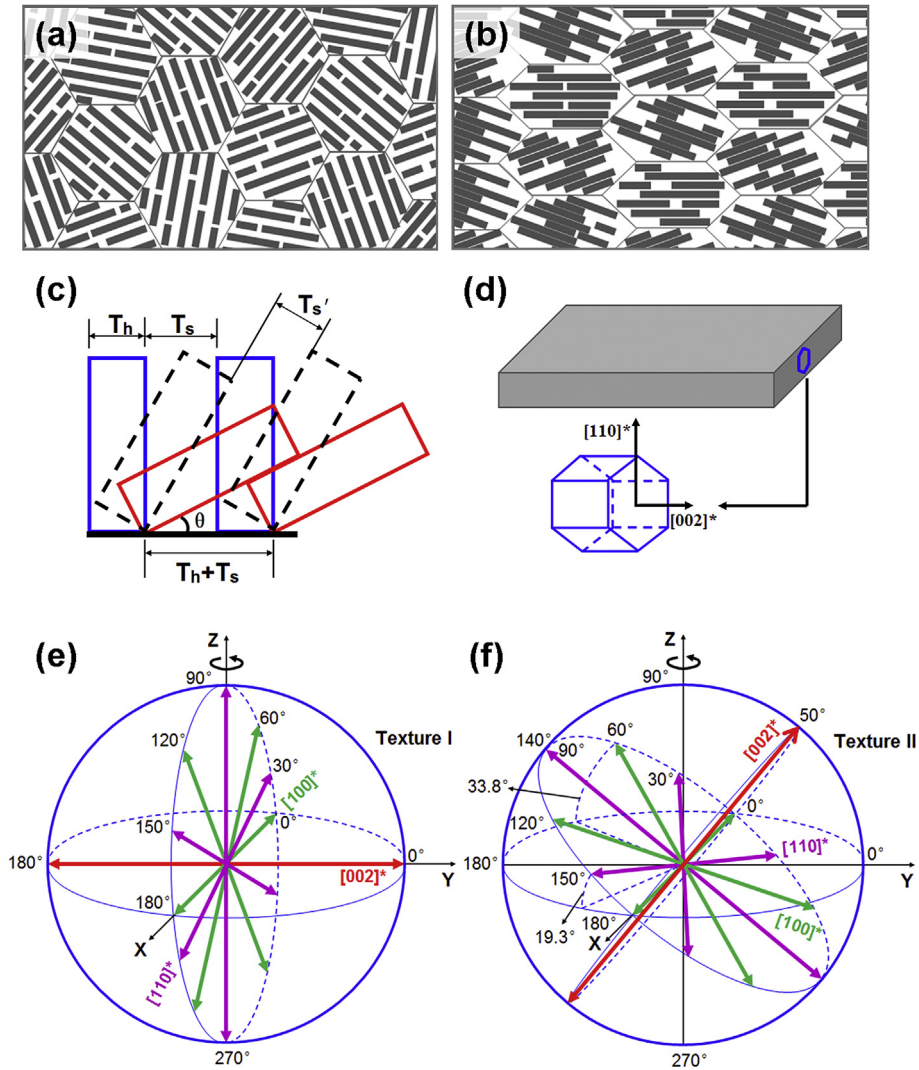 (a)
(b)
(c)
Th
Ts
Ts'
θ
Th+Ts
(d)
[110]*
[002]*
(e)
Z
90°
60°
Texture I
120°
30°
[100]*
150°
0°
180°
0°
[002]*
Y
180°
X
[110]*
270°
(f)
Z
50°
[002]*
Texture II
60°
140°
90°
30°
33.8°
0°
120°
[110]*
0°
180°
Y
150°
[100]*
180°
19.3°
X
270°